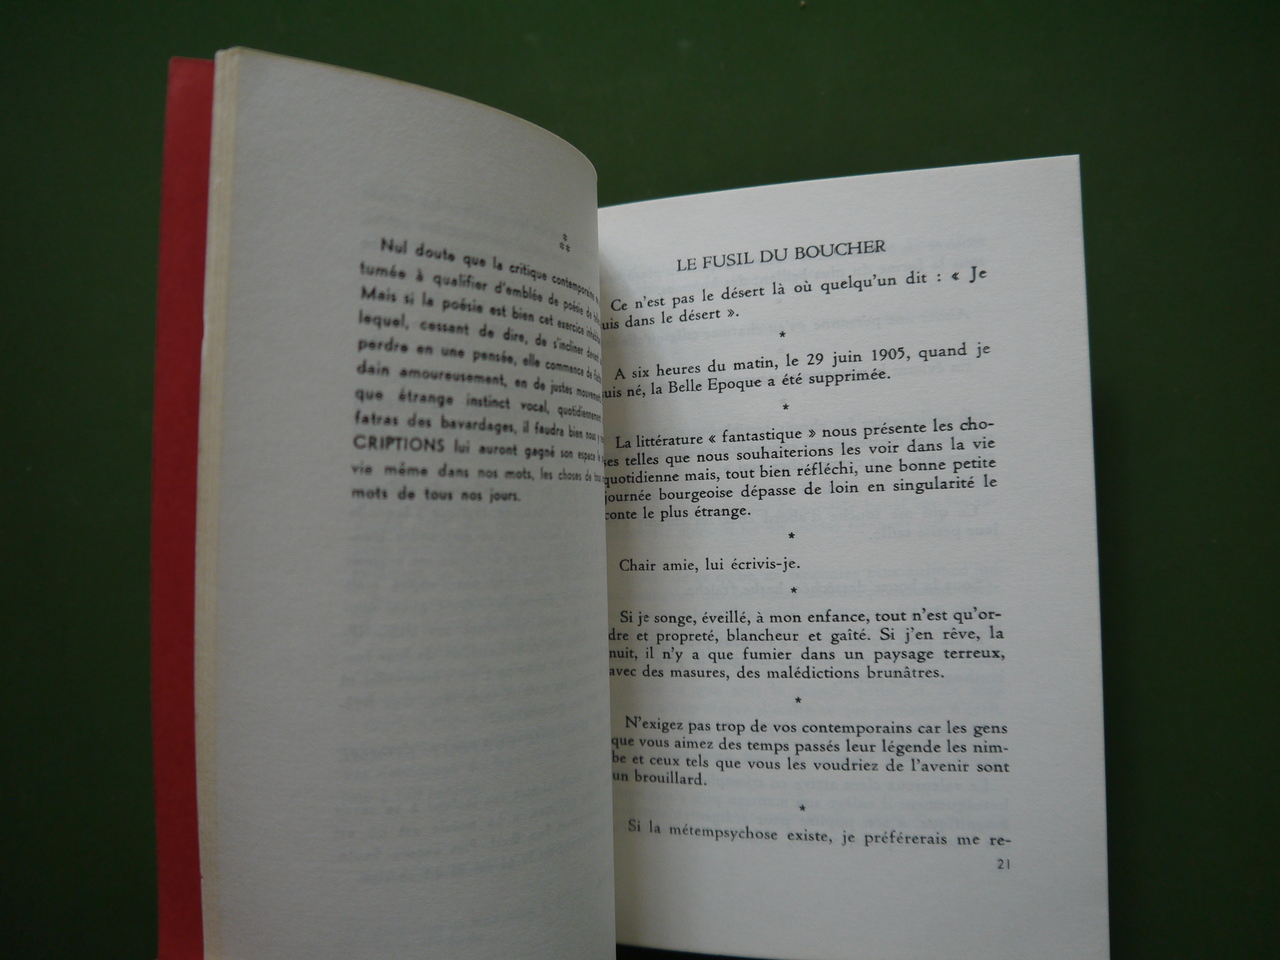 Nul doute que la critique contemporaine
tumée à qualifier d'emblée de poésie de
Mais si la poésie est bien cet exercice
lequel, cessant de dire, de s'incliner devant
perdre en une pensée, elle commence de
dain amoureusement, en de justes mouvements
que étrange instinct vocal, quotidiennement
fatras des bavardages, il faudra bien nous y
CRIPTIONS lui auront gagné son espace le
vie même dans nos mots, les choses de tous
mots de tous nos jours.
LE FUSIL DU BOUCHER
Ce n'est pas le désert là où quelqu'un dit : « Je
uis dans le désert ».
*
A six heures du matin, le 29 juin 1905, quand je
uis né, la Belle Epoque a été supprimée.
*
La littérature « fantastique » nous présente les cho-
ses telles que nous souhaiterions les voir dans la vie
quotidienne mais, tout bien réfléchi, une bonne petite
journée bourgeoise dépasse de loin en singularité le
conte le plus étrange.
*
Chair amie, lui écrivis-je.
*
Si je songe, éveillé, à mon enfance, tout n'est qu'or-
dre et propreté, blancheur et gaîté. Si j'en rêve, la
nuit, il n'y a que fumier dans un paysage terreux,
avec des masures, des malédictions brunâtres.
*
N'exigez pas trop de vos contemporains car les gens
que vous aimez des temps passés leur légende les nim-
be et ceux tels que vous les voudriez de l'avenir sont
un brouillard.
*
Si la métempsychose existe, je préférerais me re-
21